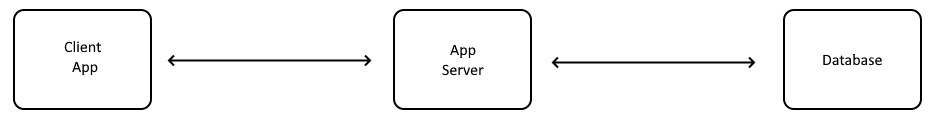 Client
App
App
Server
Database